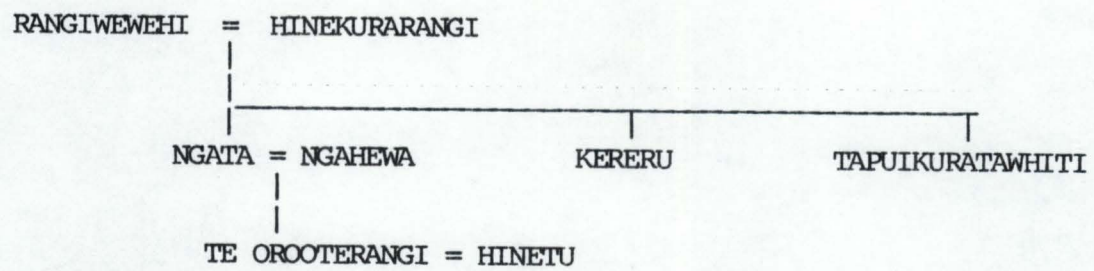 RANGIWEWEHI = HINEKURARANGI
NGATA = NGAHEWA KERERU TAPUIKURATAWHITI
TE OROOTERANGI = HINETU